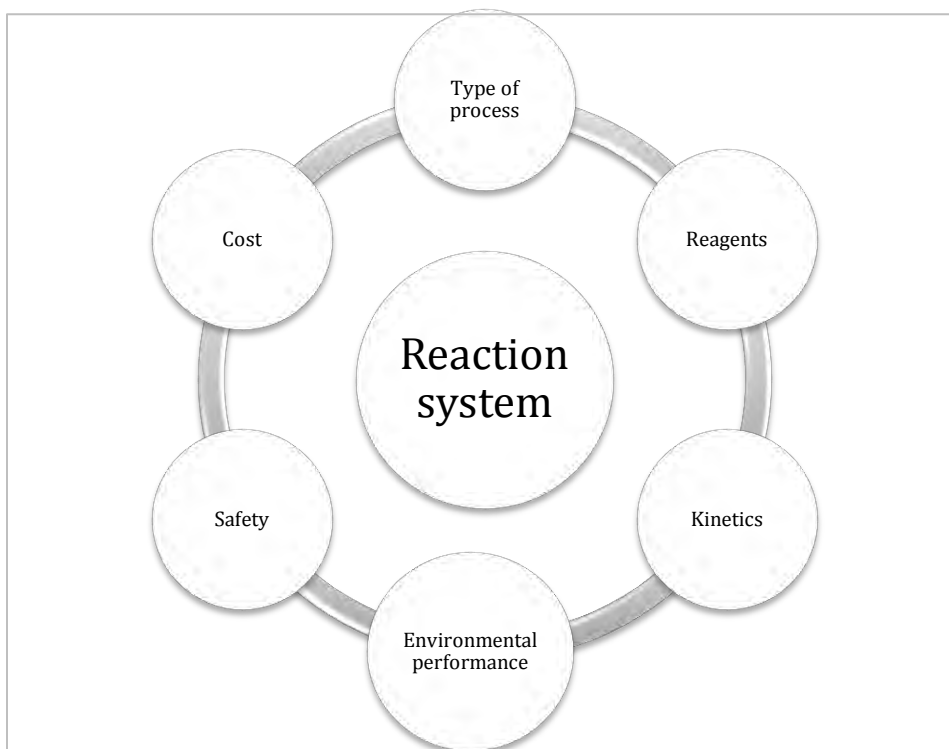 Type of
process
Cost
Reagents
Reaction
system
Safety
Kinetics
Environmental
performance